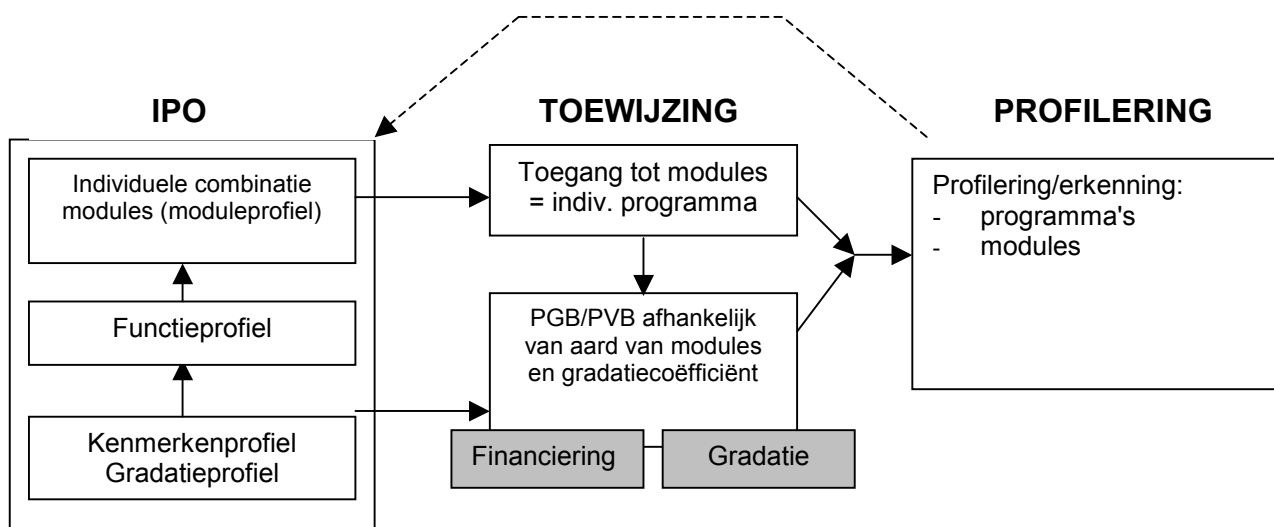 IPO
Individuele combinatie
modules (moduleprofiel)
Functieprofiel
Kenmerkenprofiel
Gradatieprofiel
TOEWIJZING
Toegang tot modules
= indiv. programma
PGB/PVB afhankelijk
van aard van modules
en gradatiecoëfficiënt
Financiering
Gradatie
PROFILERING
Profilering/erkenning:
- programma's
- modules